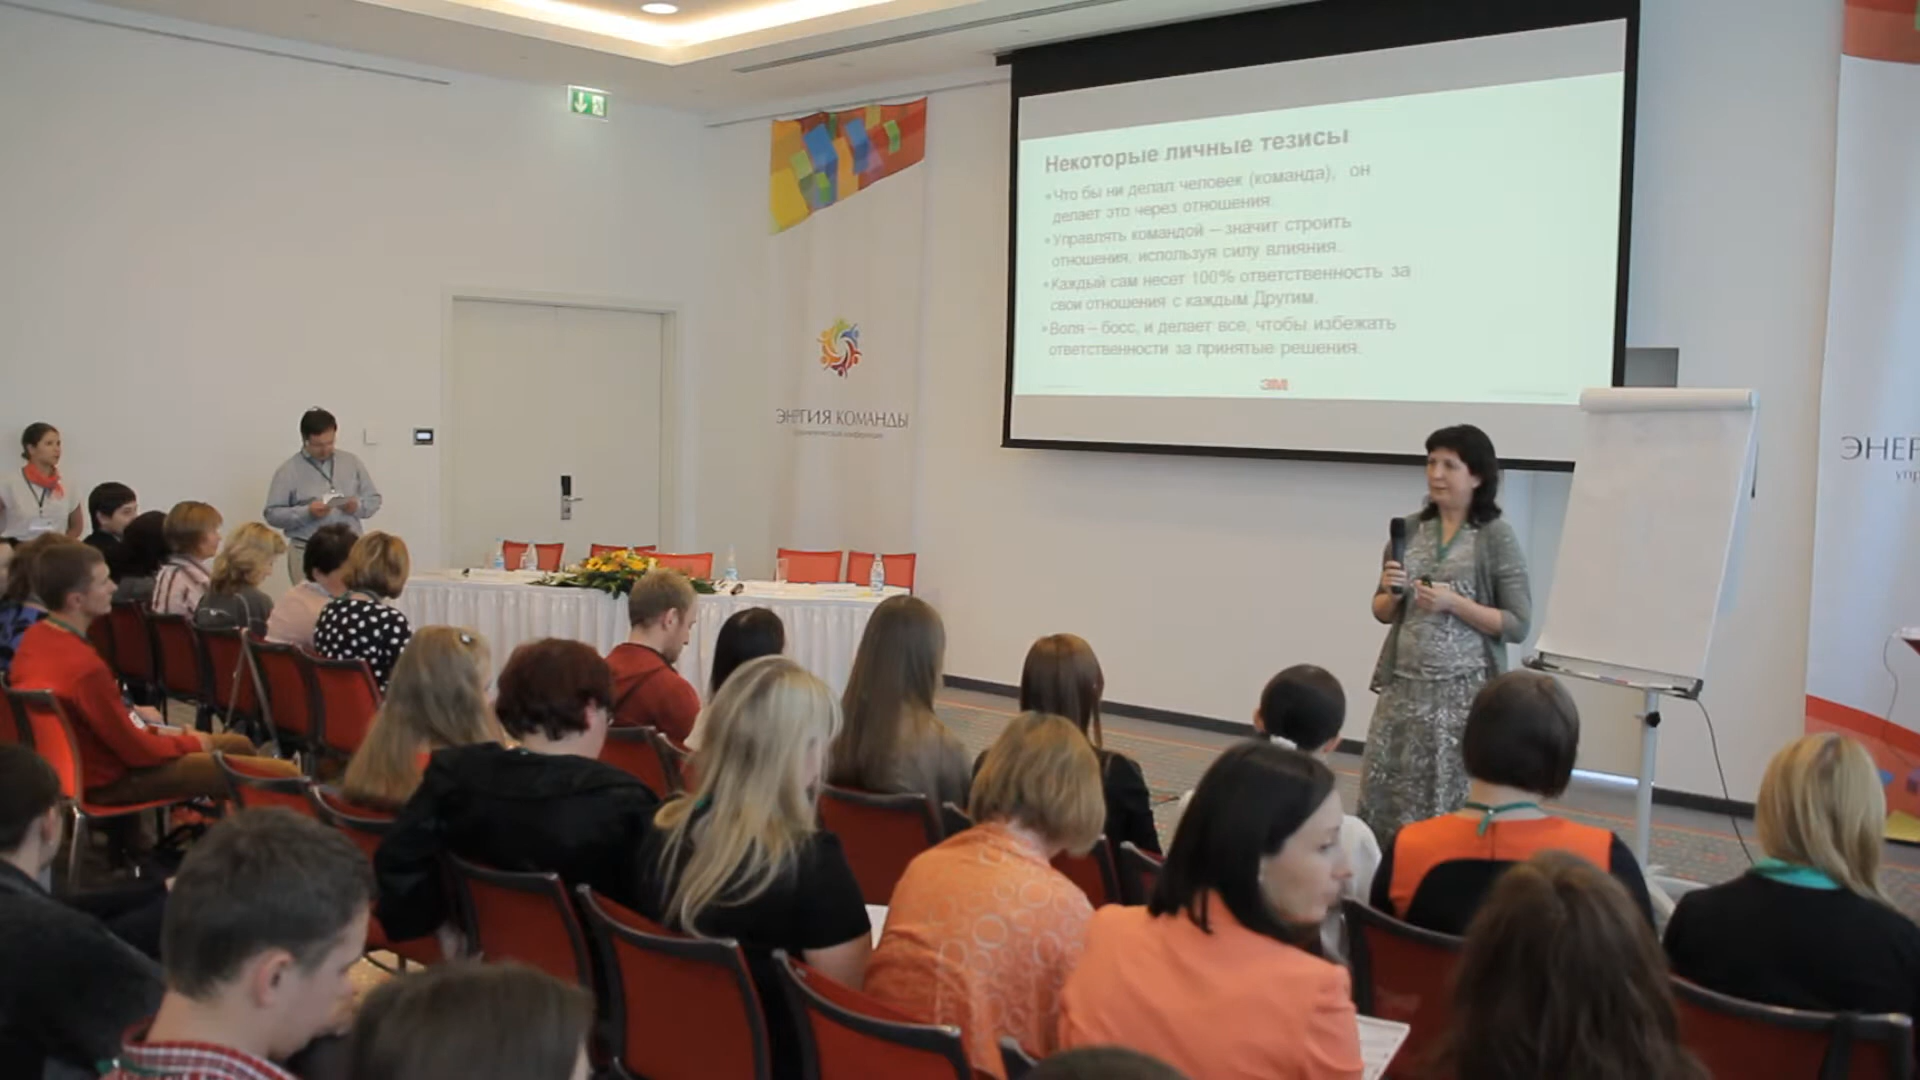 Некоторые личные тезисы
•Что бы ни делал человек (команда), он
делает это через отношения.
•Управлять командой – значит строить
отношения, используя силу влияния.
•Каждый сам несет 100% ответственность за
свои отношения с каждым Другим.
•Воля – босс, и делает все, чтобы избежать
ответственности за принятые решения.
3M
ЭНРГИЯ КОМАНДЫ
ЭНЕР
упр